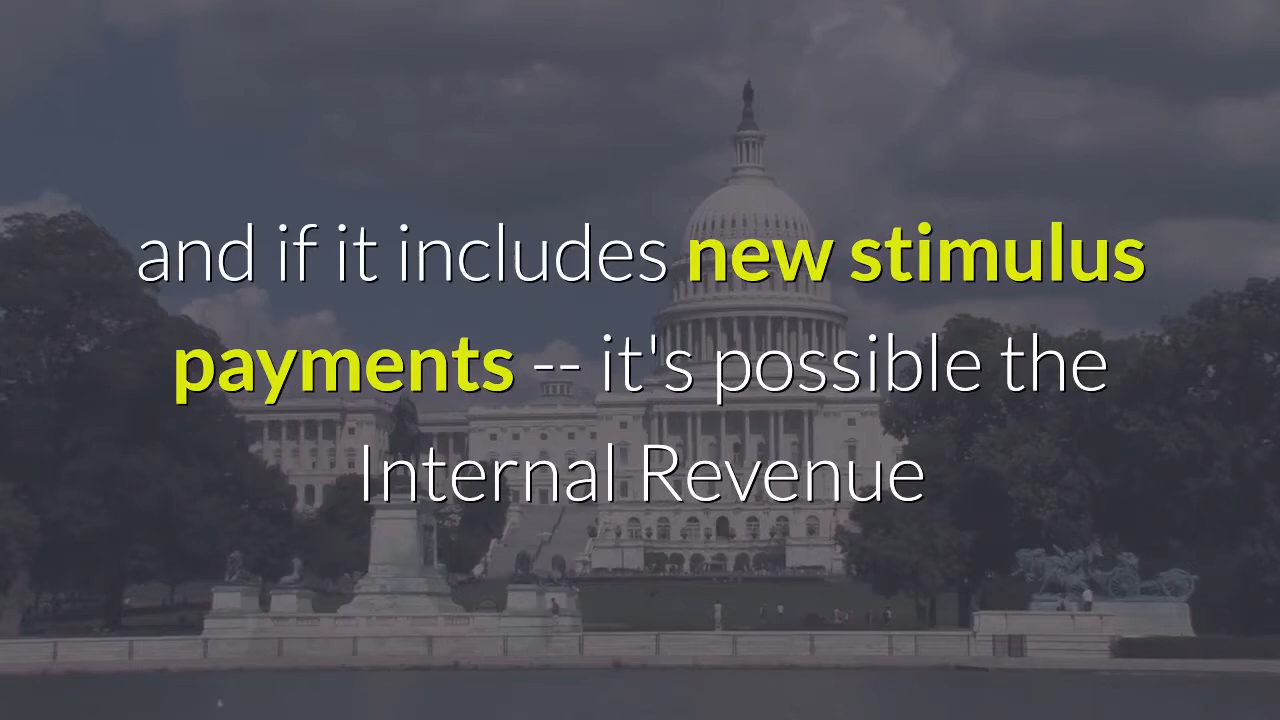 and if it includes new stimulus
payments -- it's possible the
Internal Revenue